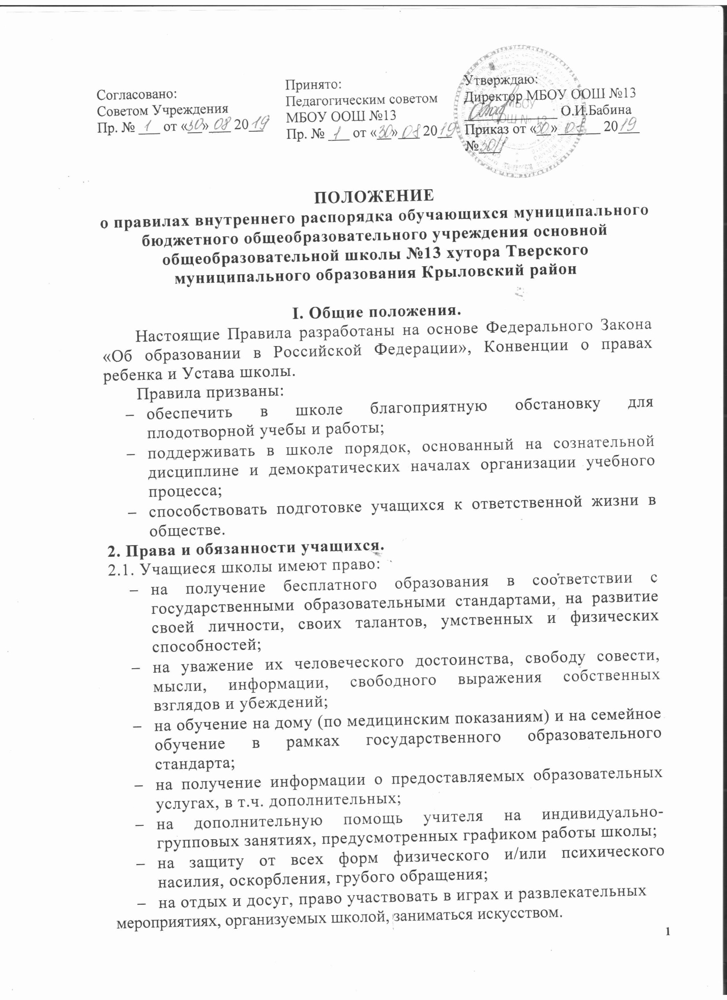 Согласовано:
Советом Учреждения
Пр. № 1 от «30» 08 2019
Принято:
Педагогическим советом
МБОУ ООШ №13
Пр. № 1 от «30» 08 2019
Утверждаю:
Директор МБОУ ООШ №13
О.И.Бабина
Приказ от «30» 08 2019
№ 30/1
МБОУ
ООШ № 13
ПОЛОЖЕНИЕ
о правилах внутреннего распорядка обучающихся муниципального
бюджетного общеобразовательного учреждения основной
общеобразовательной школы №13 хутора Тверского
муниципального образования Крыловский район
I. Общие положения.
Настоящие Правила разработаны на основе Федерального Закона
«Об образовании в Российской Федерации», Конвенции о правах
ребенка и Устава школы.
Правила призваны:
– обеспечить в школе благоприятную обстановку для
плодотворной учебы и работы;
– поддерживать в школе порядок, основанный на сознательной
дисциплине и демократических началах организации учебного
процесса;
– способствовать подготовке учащихся к ответственной жизни в
обществе.
2. Права и обязанности учащихся.
2.1. Учащиеся школы имеют право:
– на получение бесплатного образования в соответствии с
государственными образовательными стандартами, на развитие
своей личности, своих талантов, умственных и физических
способностей;
– на уважение их человеческого достоинства, свободу совести,
мысли, информации, свободного выражения собственных
взглядов и убеждений;
– на обучение на дому (по медицинским показаниям) и на семейное
обучение в рамках государственного образовательного
стандарта;
– на получение информации о предоставляемых образовательных
услугах, в т.ч. дополнительных;
– на дополнительную помощь учителя на индивидуально-
групповых занятиях, предусмотренных графиком работы школы;
– на защиту от всех форм физического и/или психического
насилия, оскорбления, грубого обращения;
– на отдых и досуг, право участвовать в играх и развлекательных
мероприятиях, организуемых школой, заниматься искусством.
1